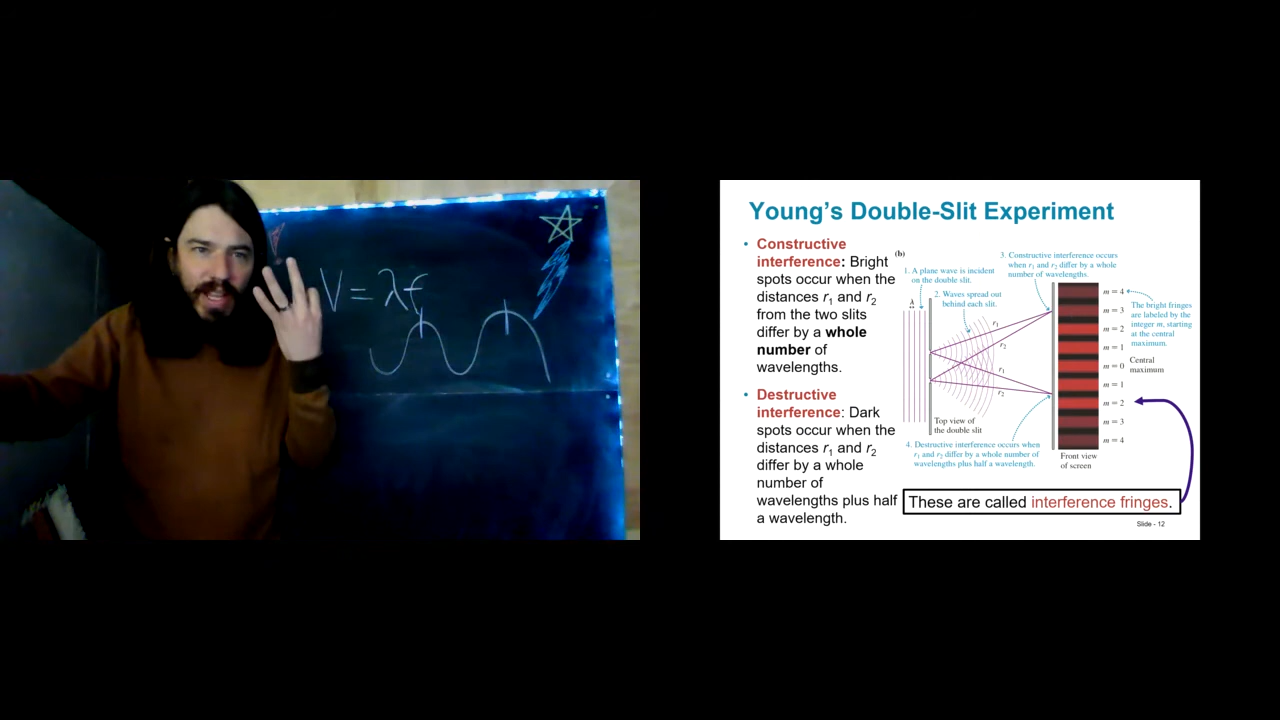 V = λf
Young's Double-Slit Experiment
• Constructive
interference: Bright
spots occur when the
distances r₁ and r₂
from the two slits
differ by a whole
number of
wavelengths.
• Destructive
interference: Dark
spots occur when the
distances r₁ and r₂
differ by a whole
number of
wavelengths plus half
a wavelength.
(b)
1. A plane wave is incident
on the double slit.
2. Waves spread out
behind each slit.
3. Constructive interference occurs
when r₁ and r₂ differ by a whole
number of wavelengths.
λ
r₁
r₂
r₁
r₂
Top view of
the double slit
4. Destructive interference occurs when
r₁ and r₂ differ by a whole number of
wavelengths plus half a wavelength.
m = 4
m = 3
m = 2
m = 1
m = 0
m = 1
m = 2
m = 3
m = 4
The bright fringes
are labeled by the
integer m, starting
at the central
maximum.
Central
maximum
Front view
of screen
These are called interference fringes.
Slide - 12